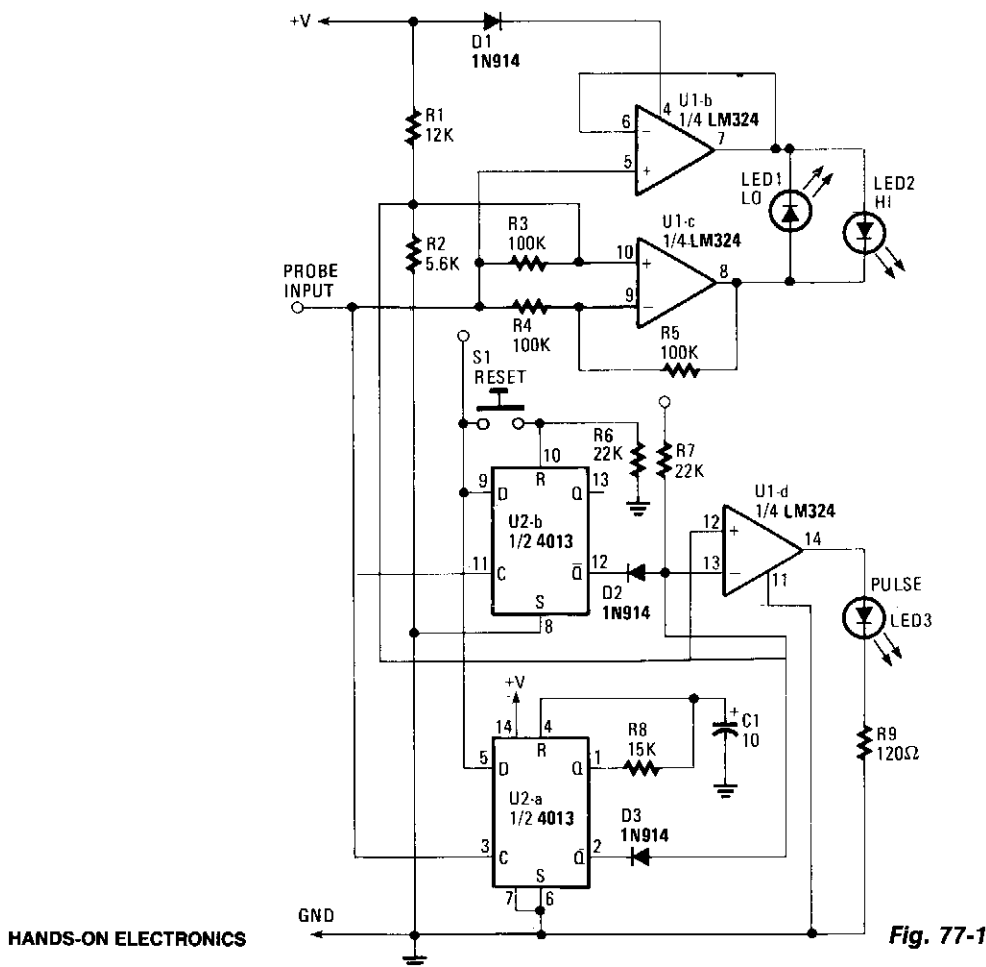 +V
D1
1N914
R1
12K
U1-b
1/4 LM324
4
6
−
5
+
7
LED1
LO
LED2
HI
R2
5.6K
R3
100K
U1-c
1/4 LM324
10
+
9
−
8
PROBE
INPUT
R4
100K
R5
100K
S1
RESET
R6
22K
R7
22K
10
9
D
R
Q
13
U2-b
1/2 4013
11
C
Q̅
12
S
8
D2
1N914
U1-d
1/4 LM324
12
+
13
−
14
11
PULSE
LED3
+V
14
4
R
5
D
Q
1
R8
15K
+
C1
10
U2-a
1/2 4013
3
C
Q̅
2
S
7
6
D3
1N914
R9
120Ω
GND
HANDS-ON ELECTRONICS
Fig. 77-1